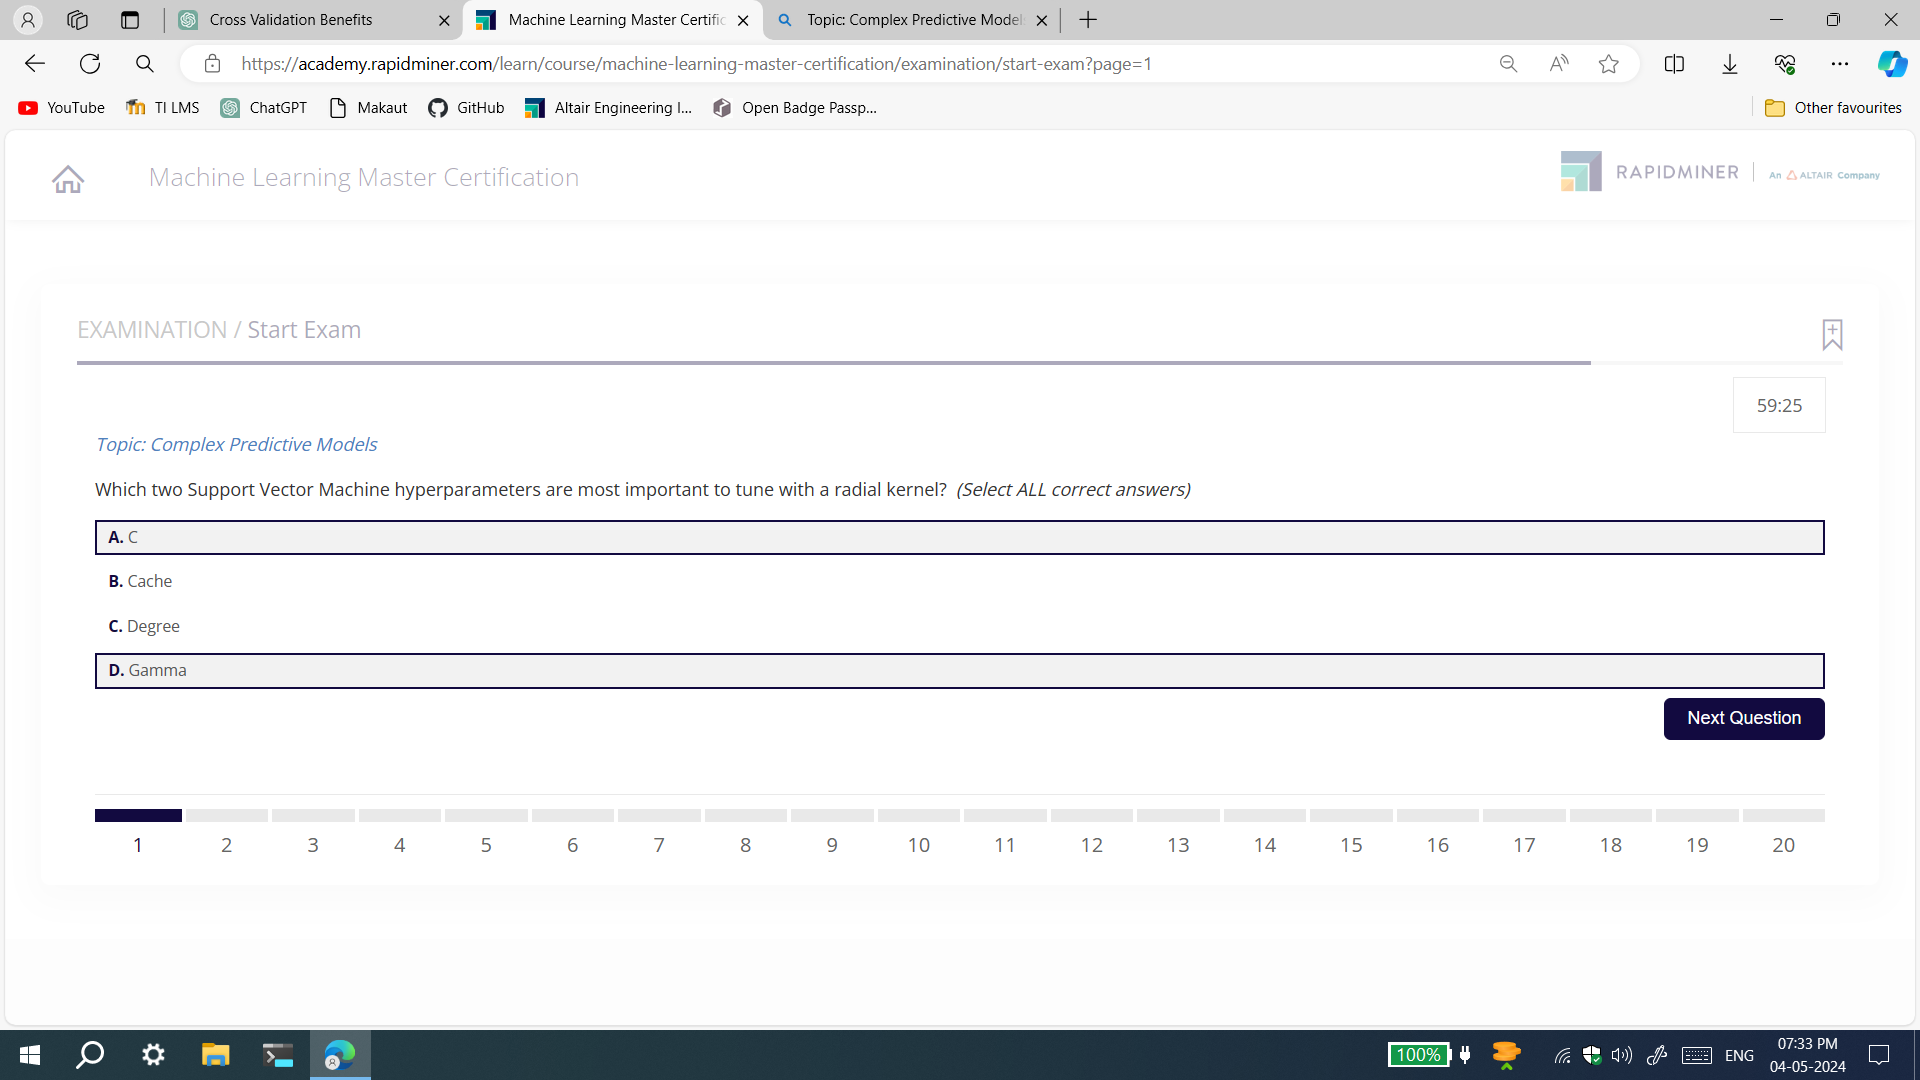 Cross Validation Benefits
Machine Learning Master Certific
Topic: Complex Predictive Model
https://academy.rapidminer.com/learn/course/machine-learning-master-certification/examination/start-exam?page=1
YouTube
TI LMS
ChatGPT
Makaut
GitHub
Altair Engineering I...
Open Badge Passp...
Other favourites
Machine Learning Master Certification
RAPIDMINER
An ALTAIR Company
EXAMINATION / Start Exam
59:25
Topic: Complex Predictive Models
Which two Support Vector Machine hyperparameters are most important to tune with a radial kernel? (Select ALL correct answers)
A. C
B. Cache
C. Degree
D. Gamma
Next Question
1 2 3 4 5 6 7 8 9 10 11 12 13 14 15 16 17 18 19 20
100%
ENG
07:33 PM
04-05-2024